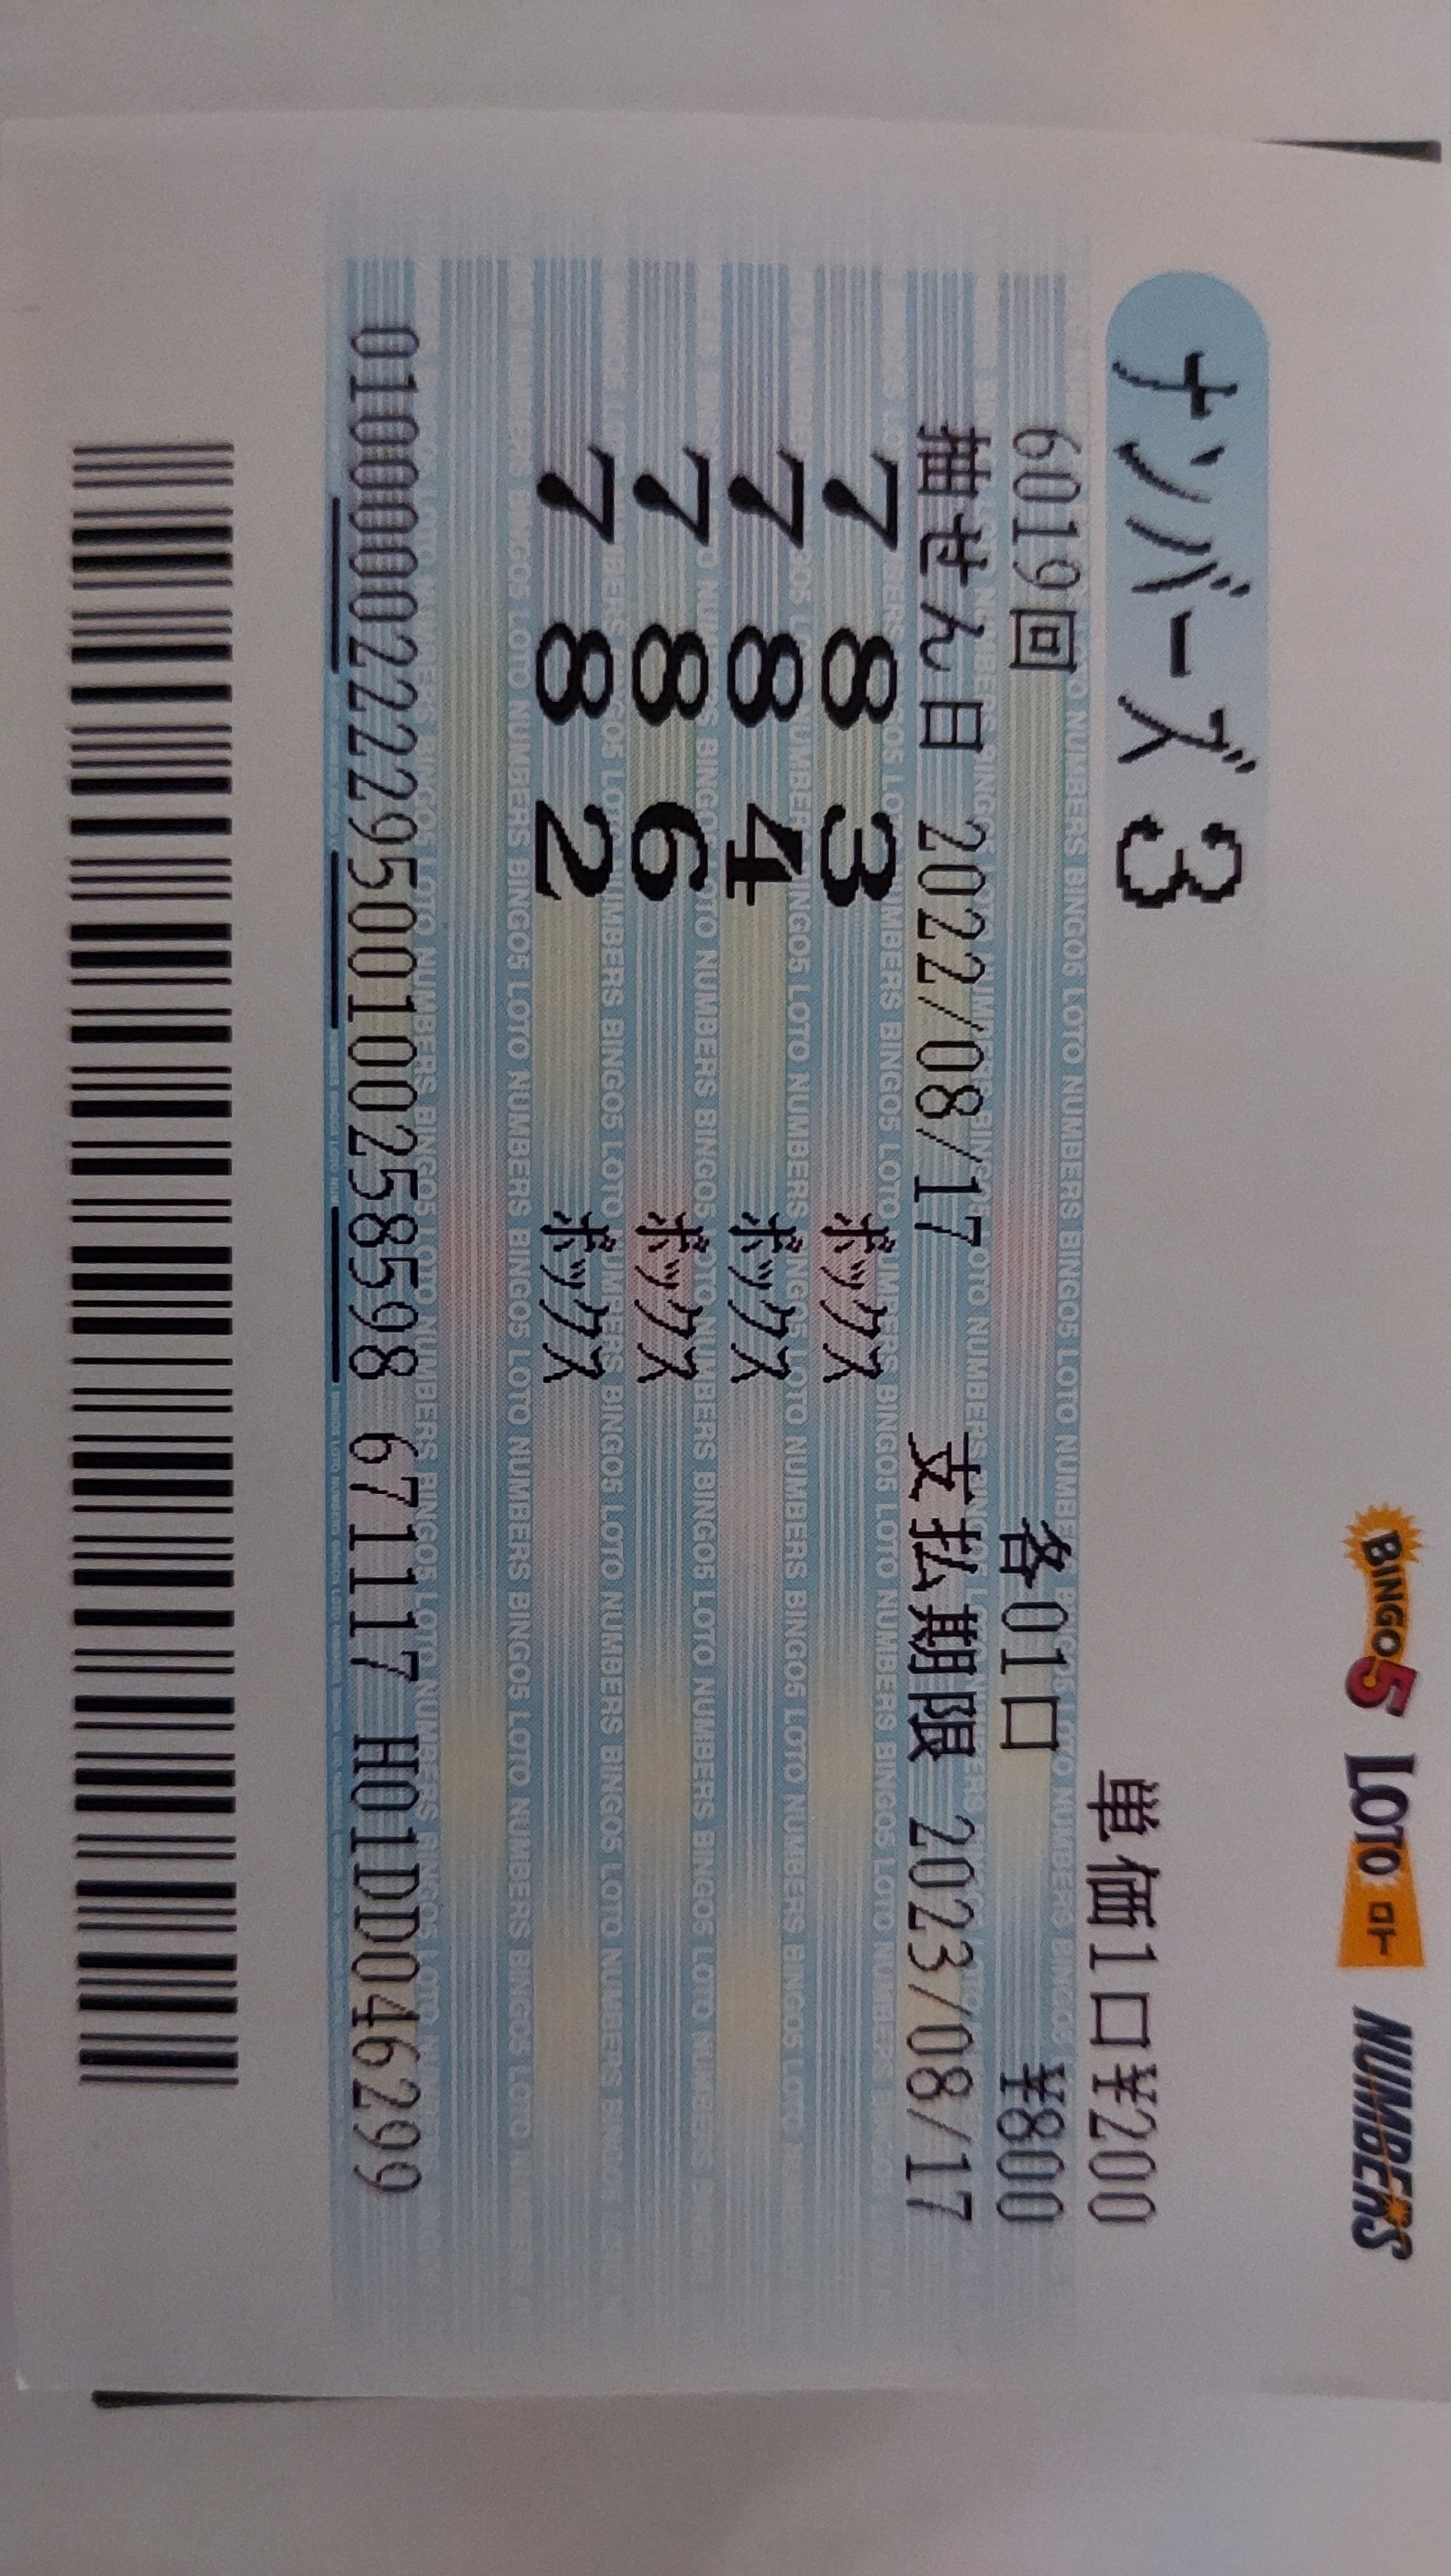 BINGO5 LOTO ロト NUMBERS
ナンバーズ3
単価1口¥200
6019回 各01口 ¥800
抽せん日 2022/08/17 支払期限 2023/08/17
7 8 3 ボックス
7 8 4 ボックス
7 8 6 ボックス
7 8 2 ボックス
010000022229500100258598 67117 H01DD046299